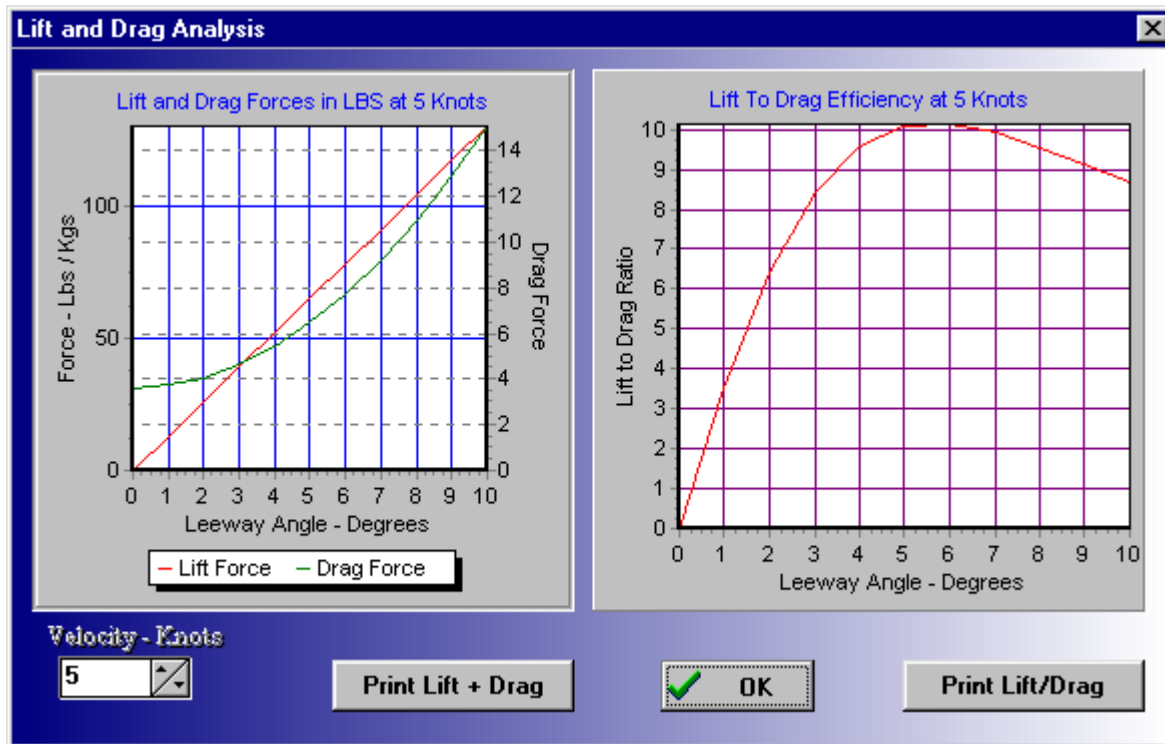 Lift and Drag Analysis
Lift and Drag Forces in LBS at 5 Knots
Force - Lbs / Kgs
100
50
0
14
12
10
8
6
4
2
0
Drag Force
0 1 2 3 4 5 6 7 8 9 10
Leeway Angle - Degrees
Lift Force Drag Force
Lift To Drag Efficiency at 5 Knots
Lift to Drag Ratio
10
9
8
7
6
5
4
3
2
1
0
0 1 2 3 4 5 6 7 8 9 10
Leeway Angle - Degrees
Velocity - Knots
5
Print Lift + Drag
OK
Print Lift/Drag